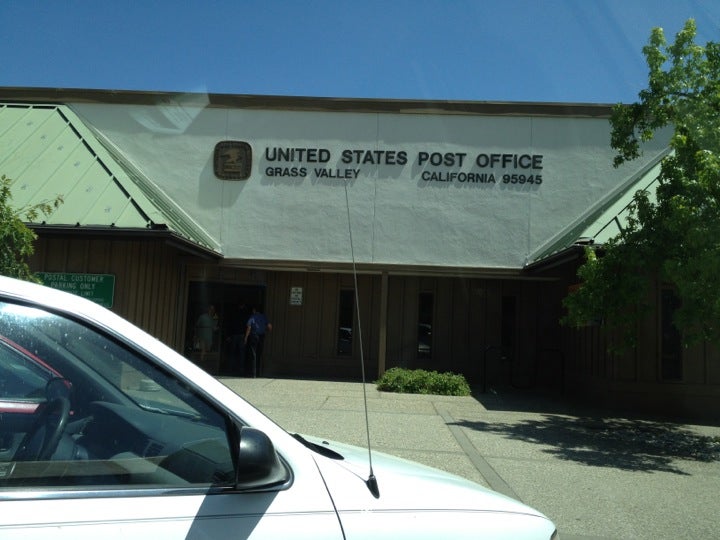 UNITED STATES POST OFFICE
GRASS VALLEY CALIFORNIA 95945
POSTAL CUSTOMER
PARKING ONLY